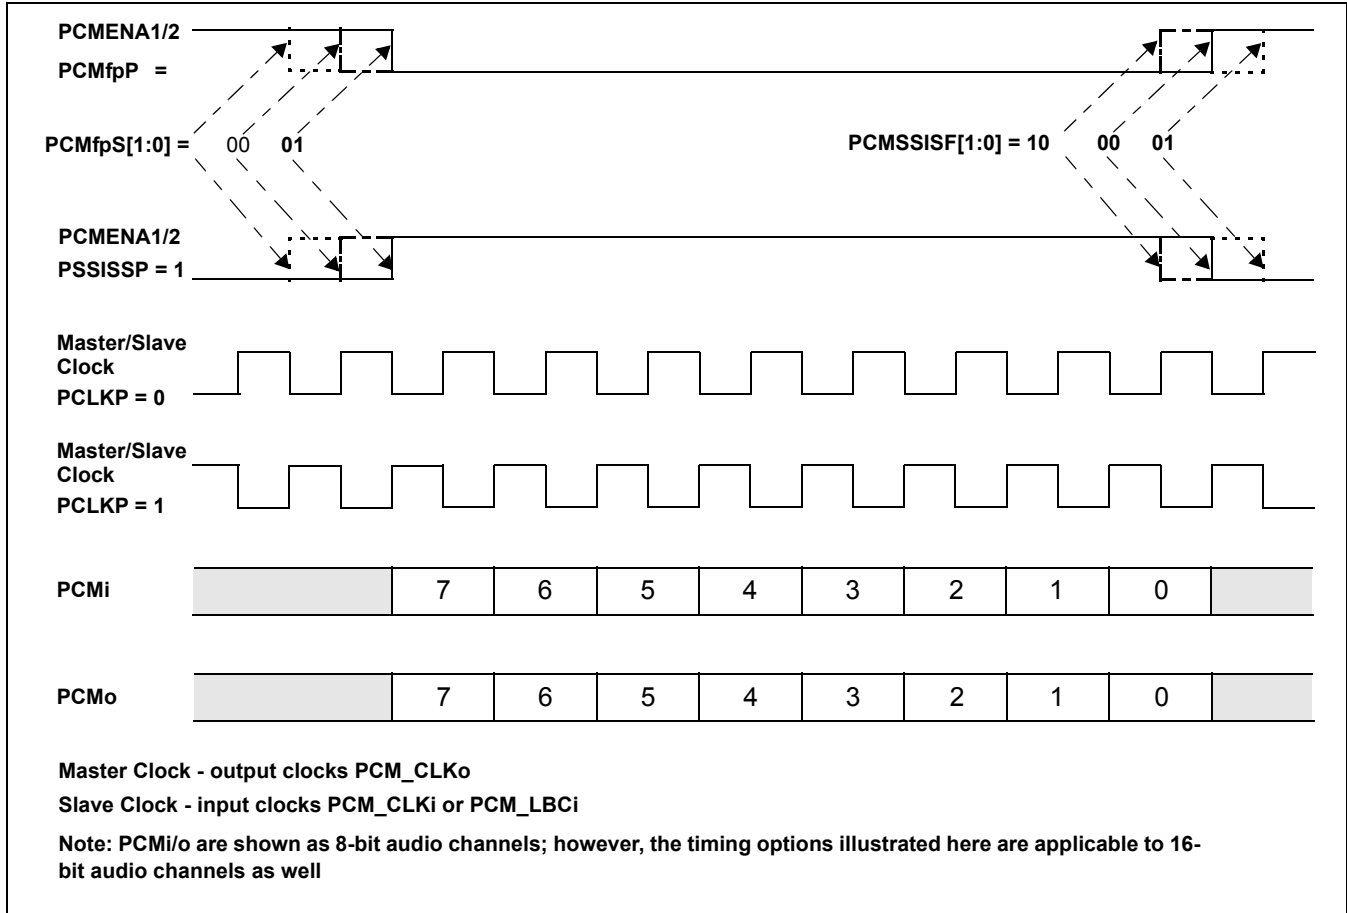 PCMENA1/2
PCMfpP =
PCMfpS[1:0] = 00 01
PCMSSISF[1:0] = 10 00 01
PCMENA1/2
PSSISSP = 1
Master/Slave
Clock
PCLKP = 0
Master/Slave
Clock
PCLKP = 1
PCMi 7 6 5 4 3 2 1 0
PCMo 7 6 5 4 3 2 1 0
Master Clock - output clocks PCM_CLKo
Slave Clock - input clocks PCM_CLKi or PCM_LBCi
Note: PCMi/o are shown as 8-bit audio channels; however, the timing options illustrated here are applicable to 16-
bit audio channels as well